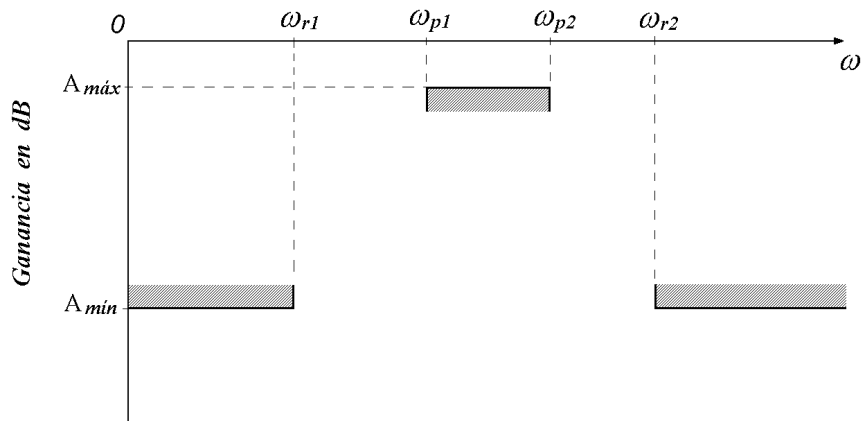 0 ωr1 ωp1 ωp2 ωr2
ω
Amáx
Amín
Ganancia en dB